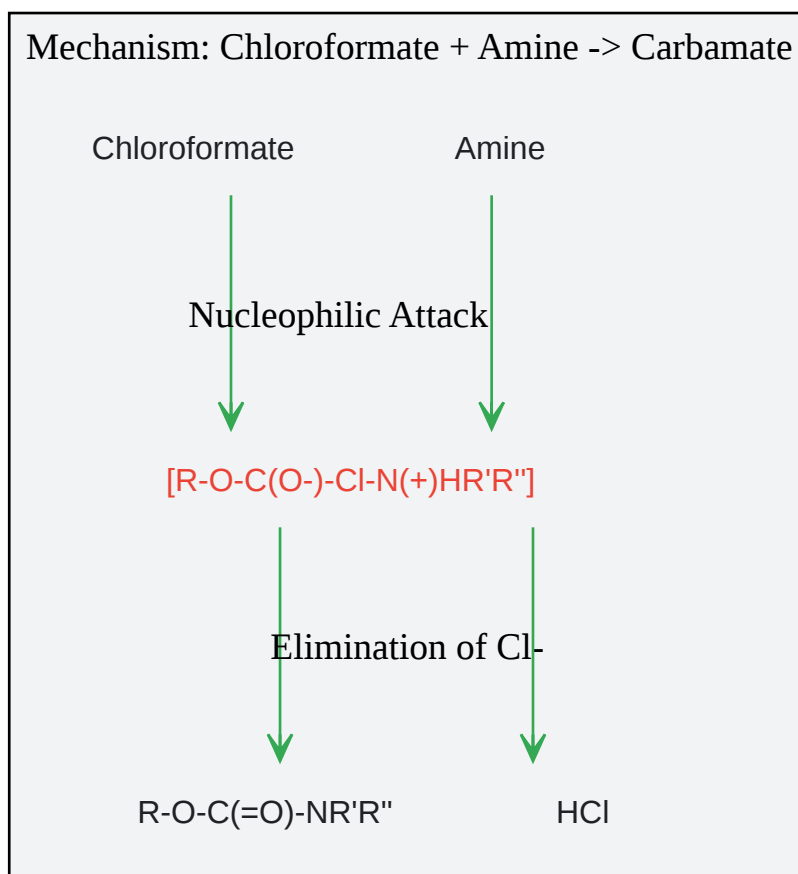 Mechanism: Chloroformate + Amine -> Carbamate
Chloroformate Amine
Nucleophilic Attack
[R-O-C(O-)-Cl-N(+)HR'R"]
Elimination of Cl-
R-O-C(=O)-NR'R" HCl